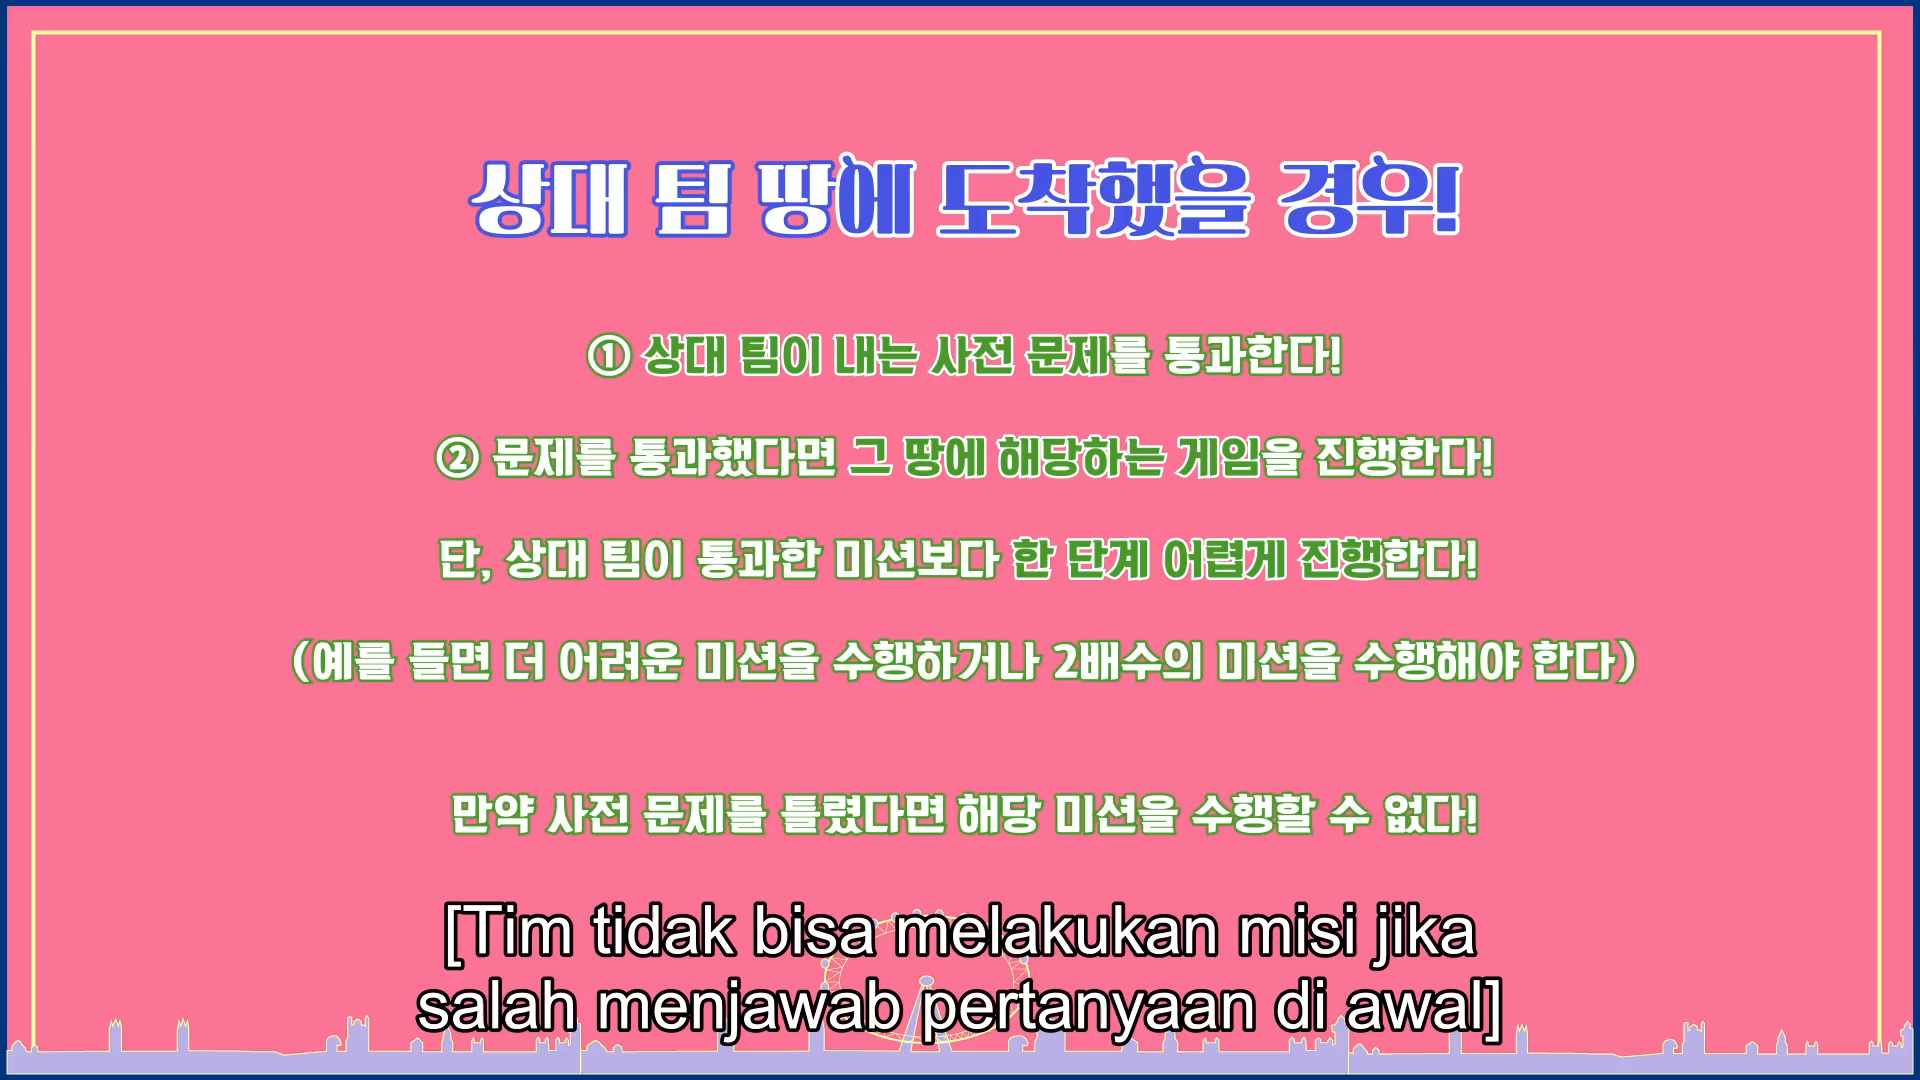 상대 팀 땅에 도착했을 경우!
① 상대 팀이 내는 사전 문제를 통과한다!
② 문제를 통과했다면 그 땅에 해당하는 게임을 진행한다!
단, 상대 팀이 통과한 미션보다 한 단계 어렵게 진행한다!
(예를 들면 더 어려운 미션을 수행하거나 2배수의 미션을 수행해야 한다)
만약 사전 문제를 틀렸다면 해당 미션을 수행할 수 없다!
[Tim tidak bisa melakukan misi jika
salah menjawab pertanyaan di awal]